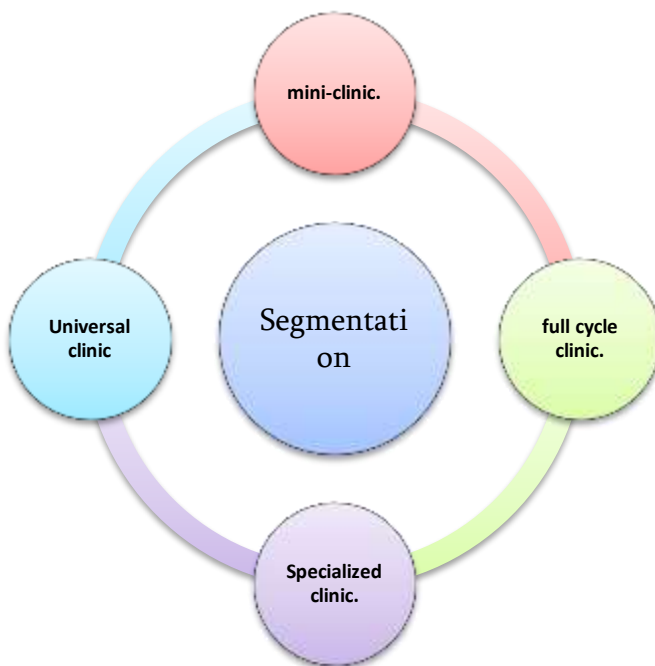 mini-clinic.
Universal
clinic
Segmentati
on
full cycle
clinic.
Specialized
clinic.